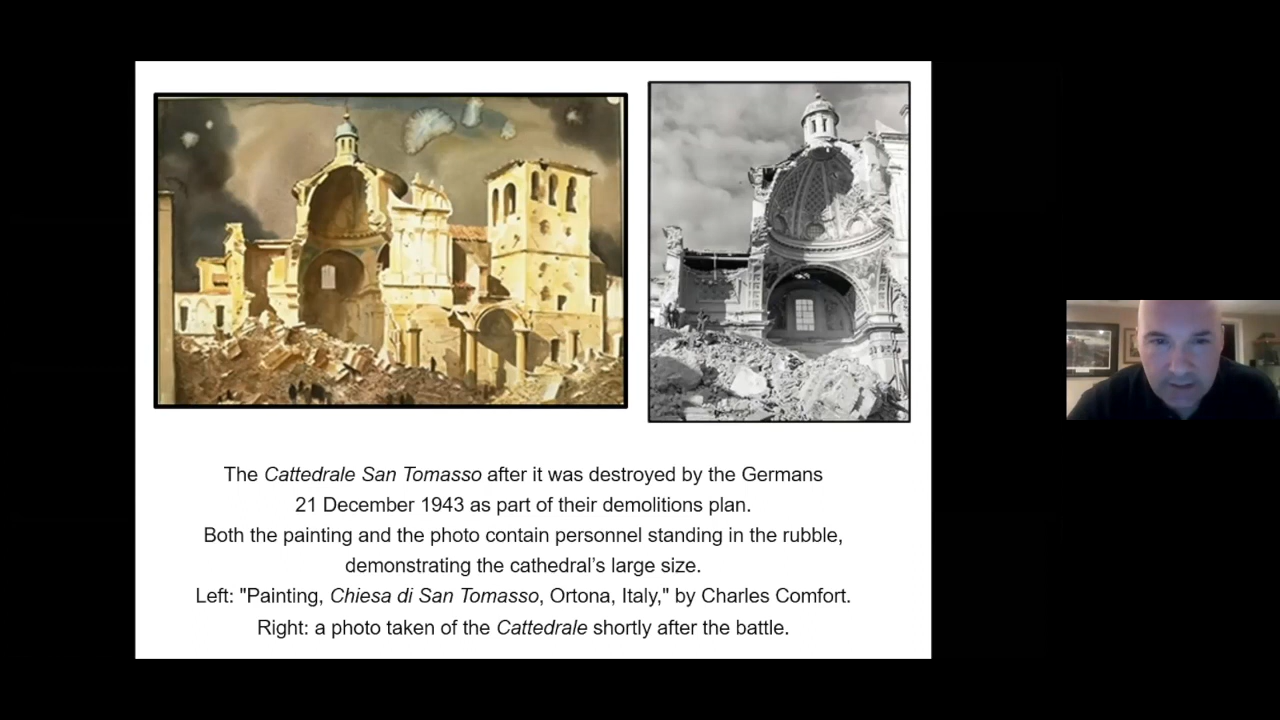 The Cattedrale San Tomasso after it was destroyed by the Germans
21 December 1943 as part of their demolitions plan.
Both the painting and the photo contain personnel standing in the rubble,
demonstrating the cathedral's large size.
Left: "Painting, Chiesa di San Tomasso, Ortona, Italy," by Charles Comfort.
Right: a photo taken of the Cattedrale shortly after the battle.